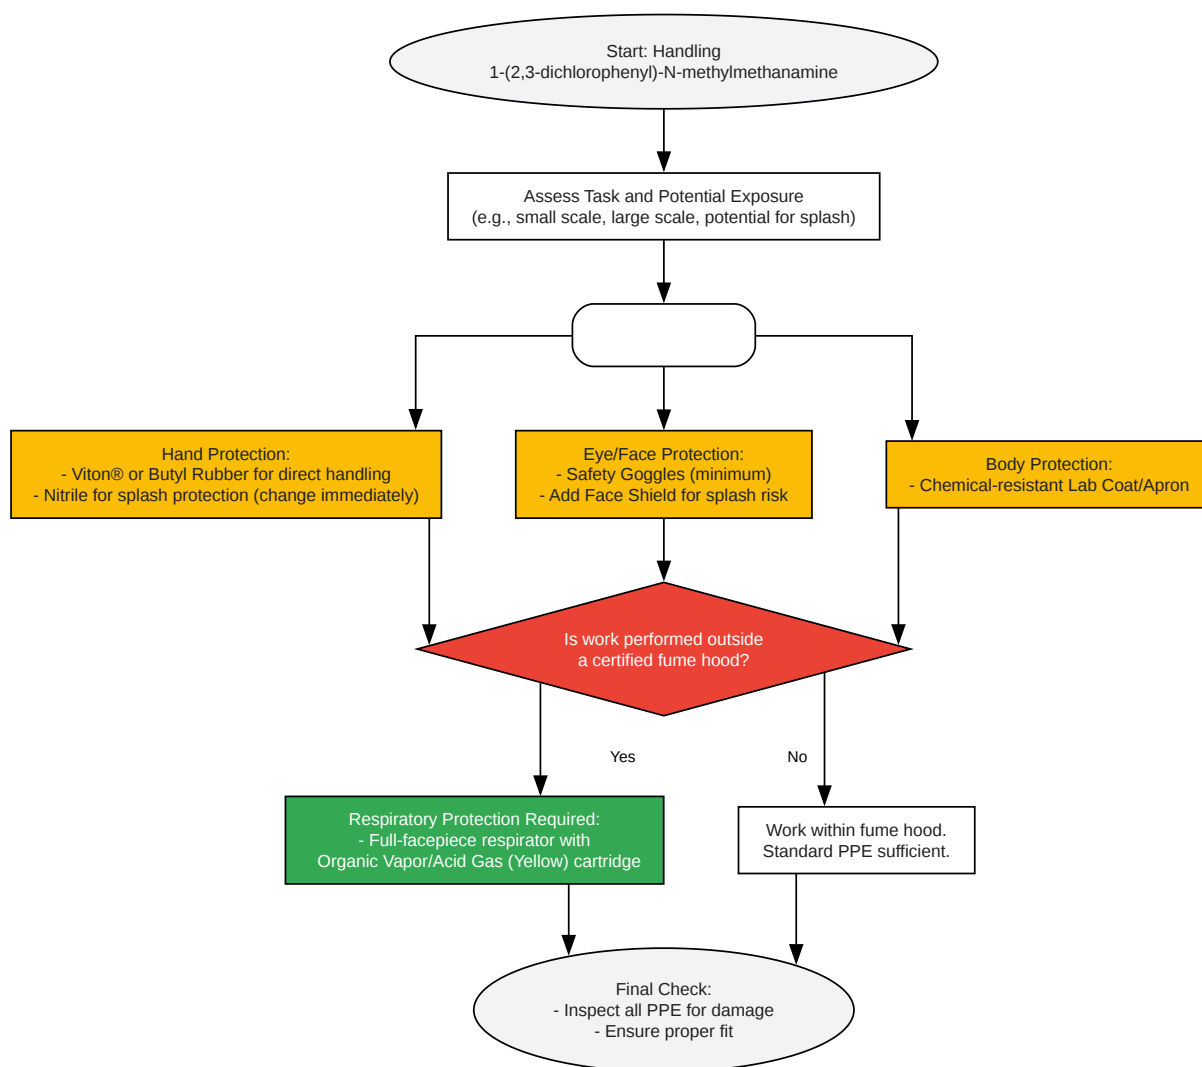 Start: Handling
1-(2,3-dichlorophenyl)-N-methylmethanamine
Assess Task and Potential Exposure
(e.g., small scale, large scale, potential for splash)
Hand Protection:
- Viton® or Butyl Rubber for direct handling
- Nitrile for splash protection (change immediately)
Eye/Face Protection:
- Safety Goggles (minimum)
- Add Face Shield for splash risk
Body Protection:
- Chemical-resistant Lab Coat/Apron
Is work performed outside
a certified fume hood?
Yes
No
Respiratory Protection Required:
- Full-facepiece respirator with
Organic Vapor/Acid Gas (Yellow) cartridge
Work within fume hood.
Standard PPE sufficient.
Final Check:
- Inspect all PPE for damage
- Ensure proper fit